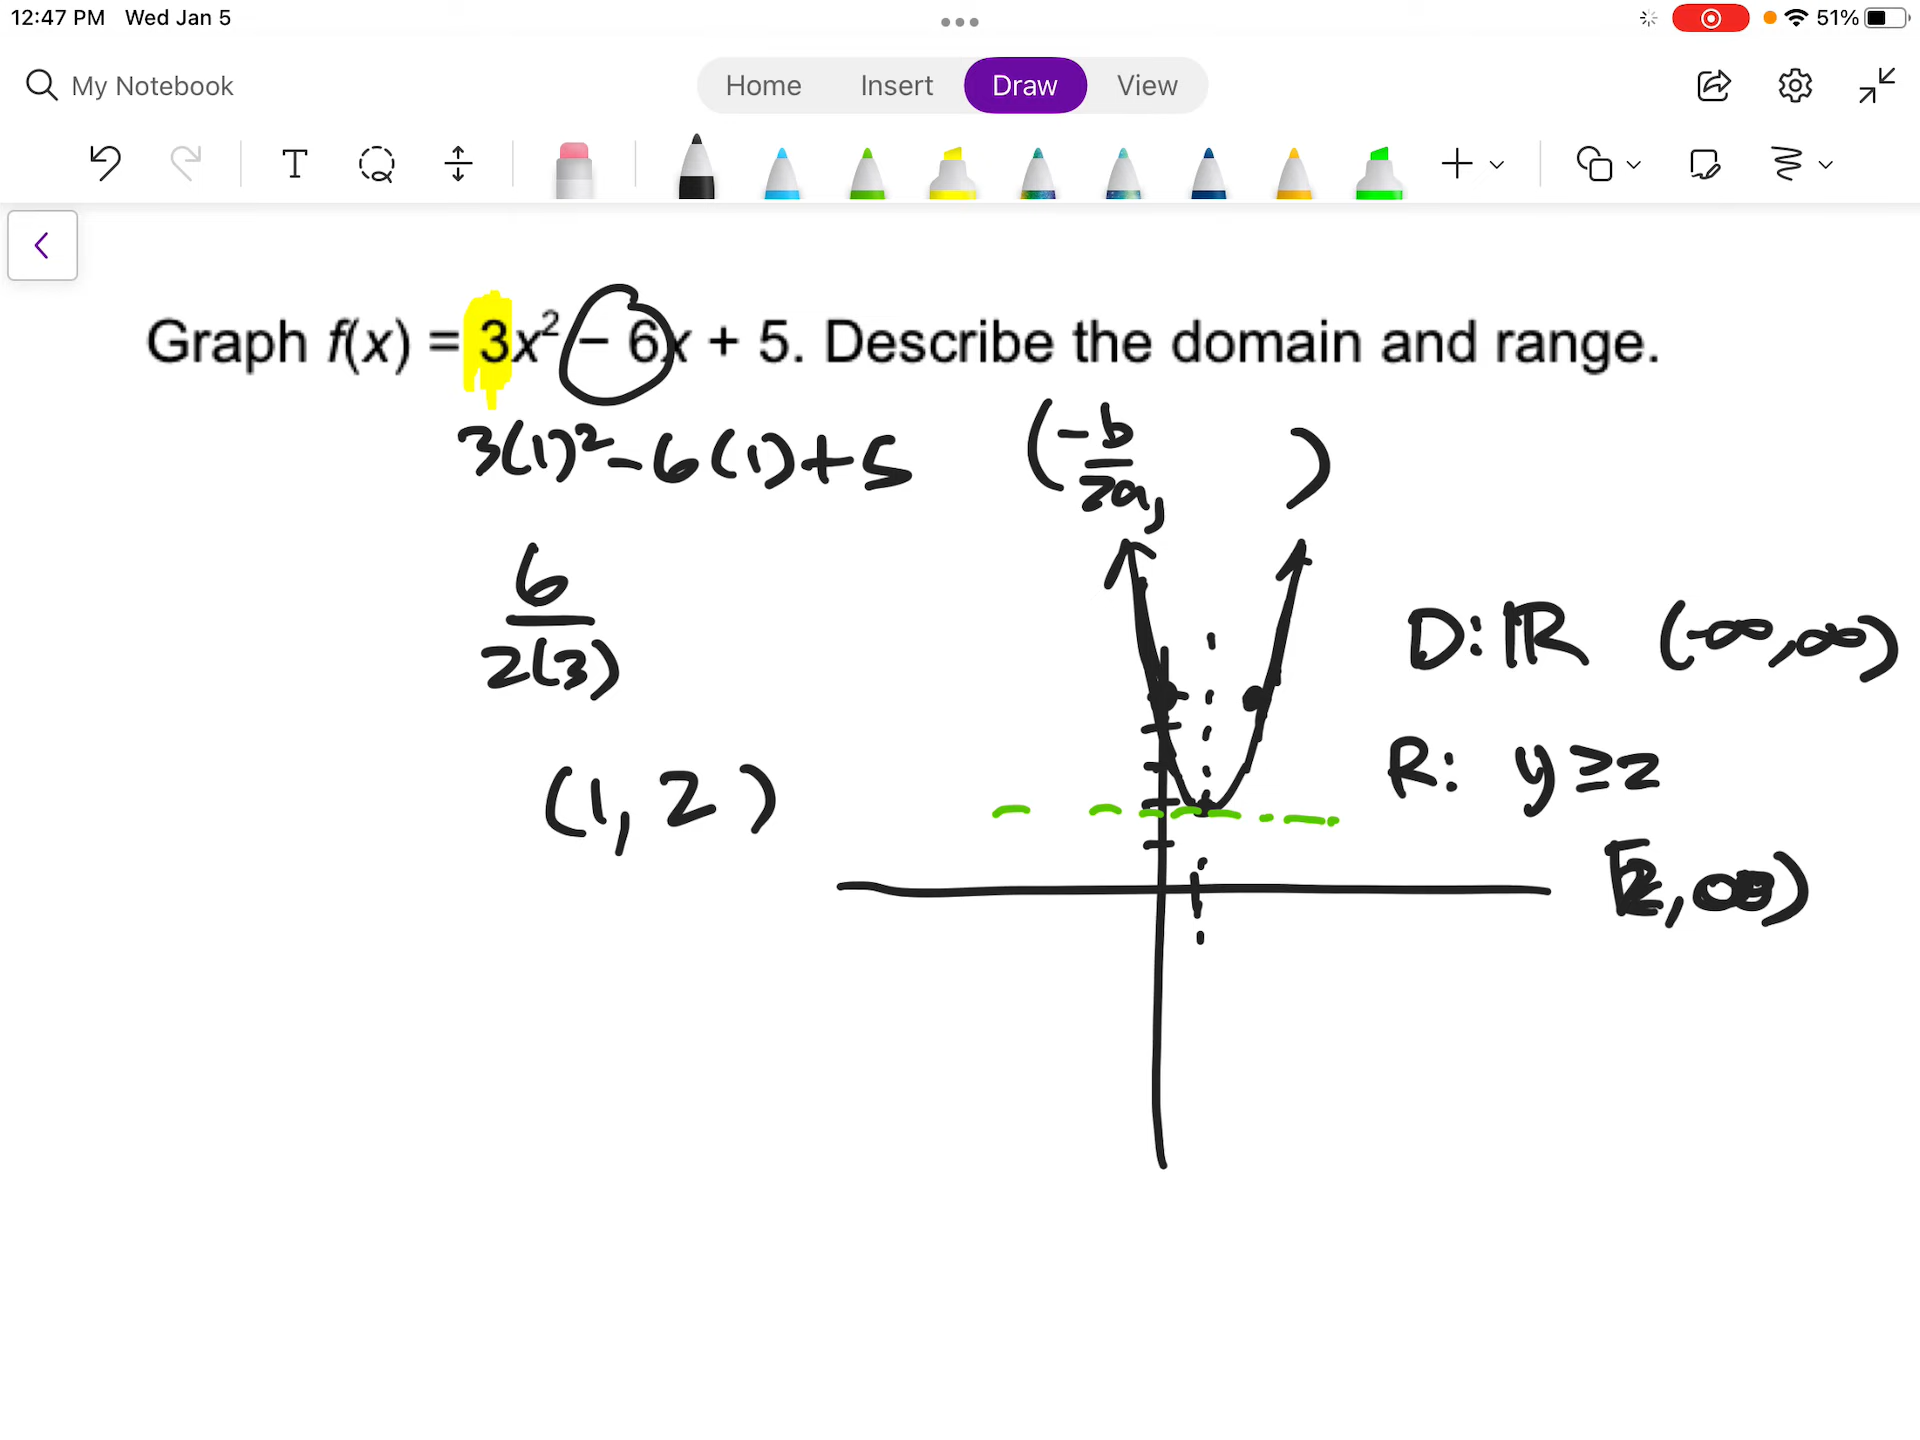 12:47 PM Wed Jan 5
51%
My Notebook
Home Insert Draw View
T
Graph f(x) = 3x² − 6x + 5. Describe the domain and range.
3(1)²-6(1)+5
(-b/2a, )
6/2(3)
D: ℝ (-∞,∞)
R: y≥2
(1, 2)
[2,∞)